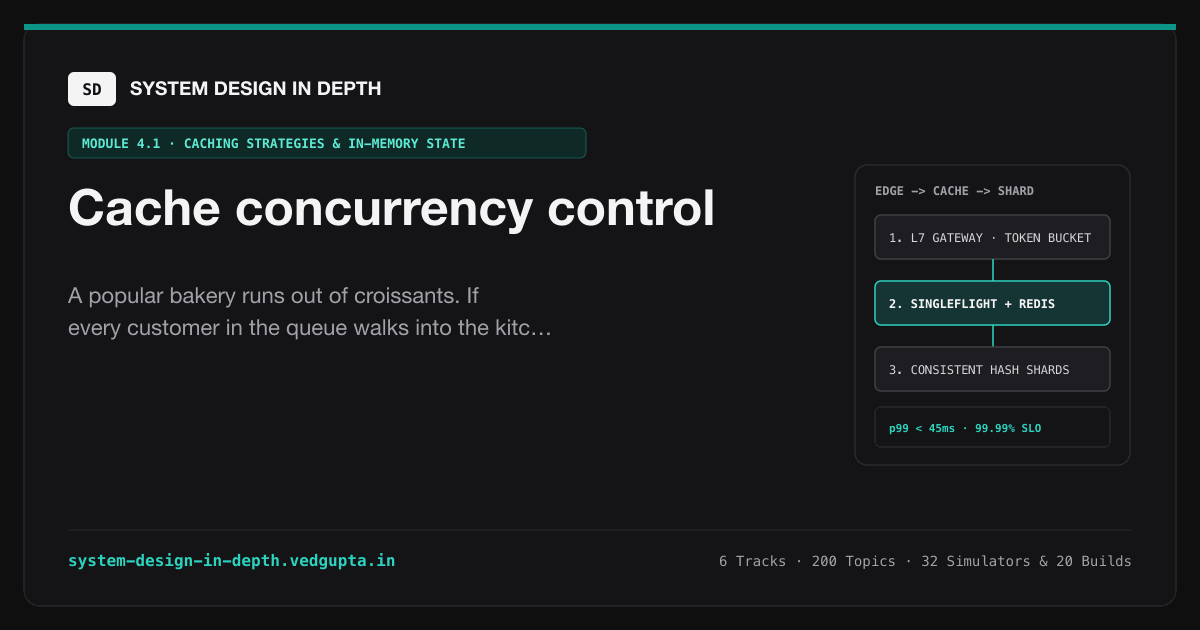 SD SYSTEM DESIGN IN DEPTH
MODULE 4.1 · CACHING STRATEGIES & IN-MEMORY STATE
Cache concurrency control
A popular bakery runs out of croissants. If
every customer in the queue walks into the kitc…
EDGE -> CACHE -> SHARD
1. L7 GATEWAY · TOKEN BUCKET
2. SINGLEFLIGHT + REDIS
3. CONSISTENT HASH SHARDS
p99 < 45ms · 99.99% SLO
system-design-in-depth.vedgupta.in
6 Tracks · 200 Topics · 32 Simulators & 20 Builds